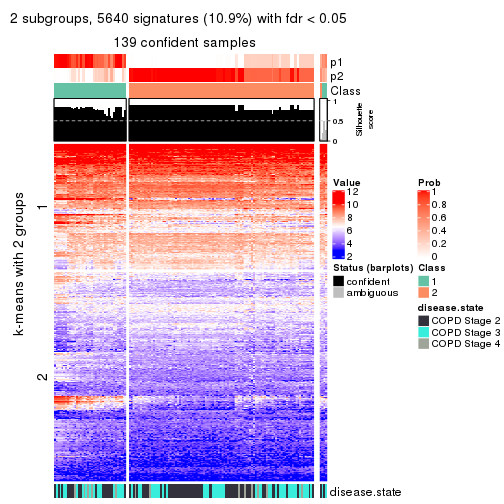 2 subgroups, 5640 signatures (10.9%) with fdr < 0.05
139 confident samples
p1
p2
Class
1
0.5
0
Silhouette
score
k-means with 2 groups
1
2
Value
12
10
8
6
4
2
Prob
1
0.8
0.6
0.4
0.2
0
Status (barplots)
confident
ambiguous
Class
1
2
disease.state
COPD Stage 2
COPD Stage 3
COPD Stage 4
disease.state